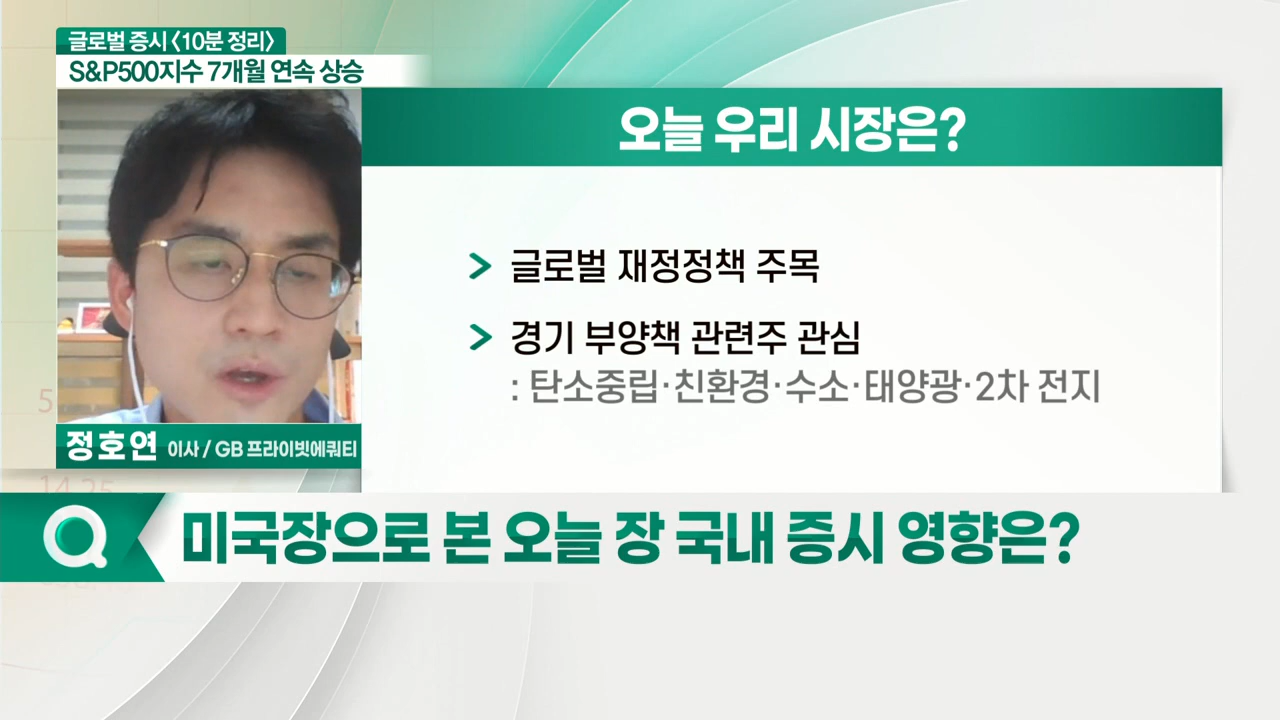 글로벌 증시 〈10분 정리〉
S&P500지수 7개월 연속 상승
오늘 우리 시장은?
> 글로벌 재정정책 주목
> 경기 부양책 관련주 관심
: 탄소중립·친환경·수소·태양광·2차 전지
정호연 이사 / GB 프라이빗에쿼티
Q 미국장으로 본 오늘 장 국내 증시 영향은?